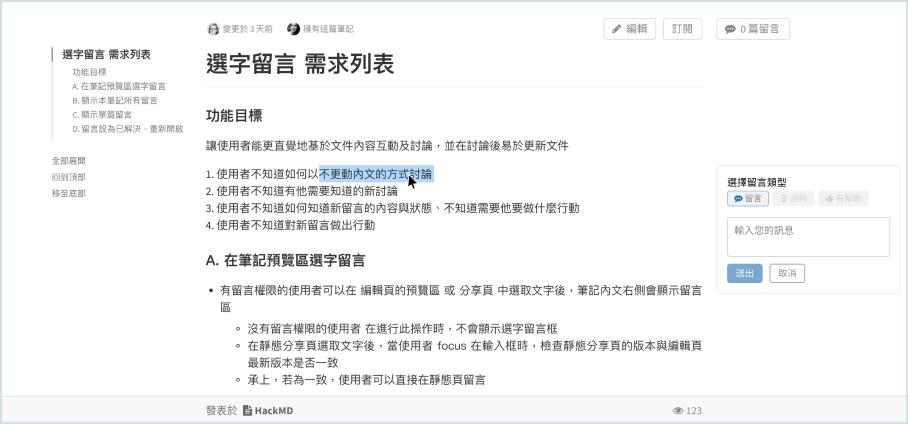 變更於 3 天前 擁有這篇筆記
編輯 訂閱 0 篇留言
選字留言 需求列表
功能目標
A. 在筆記預覽區選字留言
B. 顯示本筆記所有留言
C. 顯示單篇留言
D. 留言設為已解決、重新開啟
全部展開
回到頂部
移至底部
選字留言 需求列表
功能目標
讓使用者能更直覺地基於文件內容互動及討論，並在討論後易於更新文件
1. 使用者不知道如何以不更動內文的方式討論
2. 使用者不知道有他需要知道的新討論
3. 使用者不知道如何知道新留言的內容與狀態、不知道需要他要做什麼行動
4. 使用者不知道對新留言做出行動
A. 在筆記預覽區選字留言
• 有留言權限的使用者可以在 編輯頁的預覽區 或 分享頁 中選取文字後，筆記內文右側會顯示留言
區
◦ 沒有留言權限的使用者 在進行此操作時，不會顯示選字留言框
◦ 在靜態分享頁選取文字後，當使用者 focus 在輸入框時，檢查靜態分享頁的版本與編輯頁
最新版本是否一致
◦ 承上，若為一致，使用者可以直接在靜態頁留言
選擇留言類型
留言 過時 有幫助
輸入您的訊息
送出 取消
發表於 HackMD 123